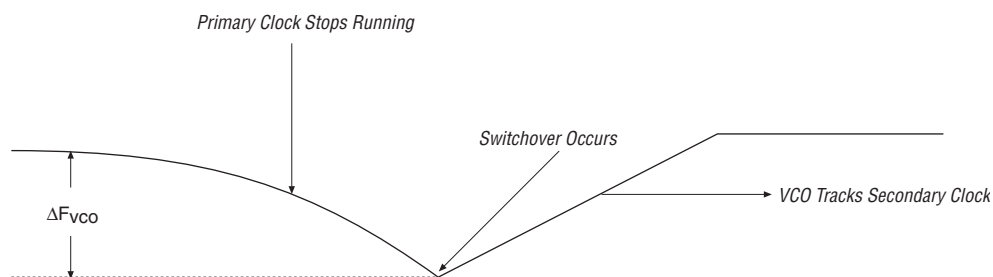 Primary Clock Stops Running
Switchover Occurs
VCO Tracks Secondary Clock
ΔFVCO